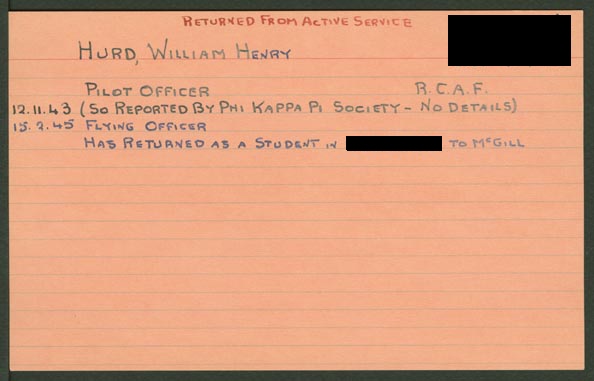 RETURNED FROM ACTIVE SERVICE
HURD, WILLIAM HENRY
PILOT OFFICER R.C.A.F.
12.11.43 (SO REPORTED BY PHI KAPPA PI SOCIETY - NO DETAILS)
15.2.45 FLYING OFFICER
HAS RETURNED AS A STUDENT IN TO McGILL